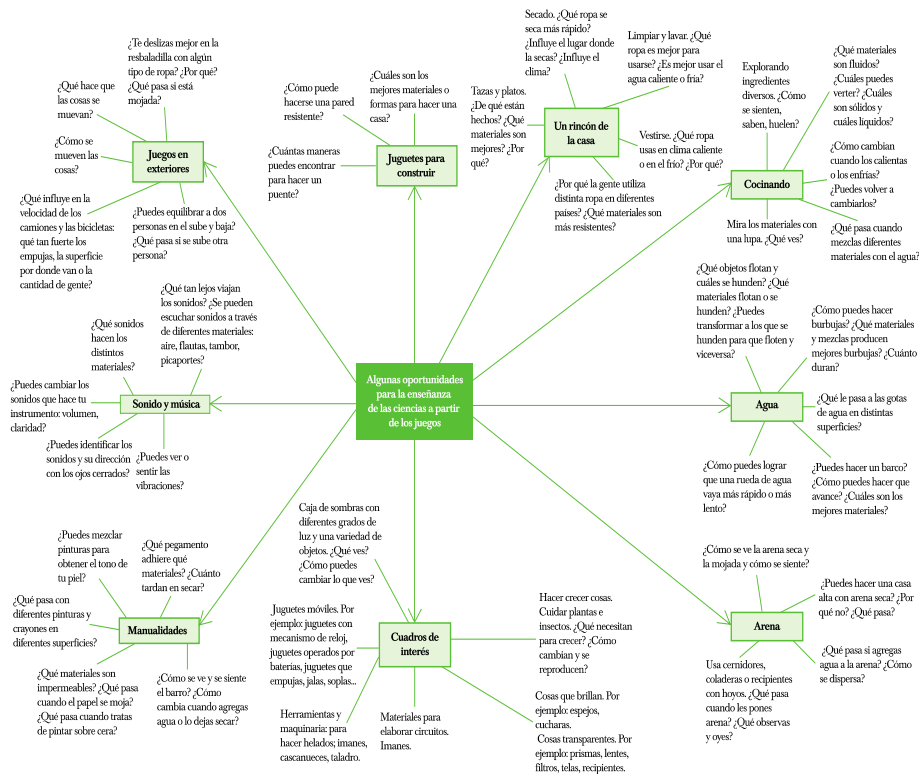 ¿Te deslizas mejor en la
resbaladilla con algún
tipo de ropa? ¿Por qué?
¿Qué pasa si está
mojada?
¿Qué hace que
las cosas se
muevan?
¿Cómo se
mueven las
cosas?
Juegos en
exteriores
¿Qué influye en la
velocidad de los
camiones y las bicicletas:
qué tan fuerte los
empujas, la superficie
por donde van o la
cantidad de gente?
¿Puedes equilibrar a dos
personas en el sube y baja?
¿Qué pasa si se sube otra
persona?
¿Cómo puede
hacerse una pared
resistente?
¿Cuáles son los
mejores materiales o
formas para hacer una
casa?
¿Cuántas maneras
puedes encontrar
para hacer un
puente?
Juguetes para
construir
Secado. ¿Qué ropa se
seca más rápido?
¿Influye el lugar donde
la secas? ¿Influye el
clima?
Limpiar y lavar. ¿Qué
ropa es mejor para
usarse? ¿Es mejor usar el
agua caliente o fría?
Tazas y platos.
¿De qué están
hechos? ¿Qué
materiales son
mejores? ¿Por
qué?
Un rincón de
la casa
Vestirse. ¿Qué ropa
usas en clima caliente
o en el frío? ¿Por qué?
¿Por qué la gente utiliza
distinta ropa en diferentes
países? ¿Qué materiales son
más resistentes?
Explorando
ingredientes
diversos. ¿Cómo
se sienten,
saben, huelen?
¿Qué materiales
son fluidos?
¿Cuáles puedes
verter? ¿Cuáles
son sólidos y
cuáles líquidos?
¿Cómo cambian
cuando los calientas
o los enfrías?
¿Puedes volver a
cambiarlos?
Cocinando
Mira los materiales con
una lupa. ¿Qué ves?
¿Qué pasa cuando
mezclas diferentes
materiales con el agua?
¿Qué tan lejos viajan
los sonidos? ¿Se pueden
escuchar sonidos a través
de diferentes materiales:
aire, flautas, tambor,
picaportes?
¿Qué sonidos
hacen los
distintos
materiales?
¿Puedes cambiar los
sonidos que hace tu
instrumento: volumen,
claridad?
Sonido y música
¿Puedes identificar los
sonidos y su dirección
con los ojos cerrados?
¿Puedes ver o
sentir las
vibraciones?
Algunas oportunidades
para la enseñanza
de las ciencias a partir
de los juegos
¿Qué objetos flotan y
cuáles se hunden? ¿Qué
materiales flotan o se
hunden? ¿Puedes
transformar a los que se
hunden para que floten y
viceversa?
¿Cómo puedes hacer
burbujas? ¿Qué materiales
y mezclas producen
mejores burbujas? ¿Cuánto
duran?
Agua
¿Qué le pasa a las gotas
de agua en distintas
superficies?
¿Cómo puedes lograr
que una rueda de agua
vaya más rápido o más
lento?
¿Puedes hacer un barco?
¿Cómo puedes hacer que
avance? ¿Cuáles son los
mejores materiales?
¿Puedes mezclar
pinturas para
obtener el tono de
tu piel?
¿Qué pegamento
adhiere qué
materiales? ¿Cuánto
tardan en secar?
¿Qué pasa con
diferentes pinturas y
crayones en
diferentes superficies?
Manualidades
¿Qué materiales son
impermeables? ¿Qué pasa
cuando el papel se moja?
¿Qué pasa cuando tratas
de pintar sobre cera?
¿Cómo se ve y se siente
el barro? ¿Cómo
cambia cuando agregas
agua o lo dejas secar?
Caja de sombras con
diferentes grados de
luz y una variedad de
objetos. ¿Qué ves?
¿Cómo puedes
cambiar lo que ves?
Juguetes móviles. Por
ejemplo: juguetes con
mecanismo de reloj,
juguetes operados por
baterías, juguetes que
empujas, jalas, soplas...
Cuadros de
interés
Herramientas y
maquinaria: para
hacer helados; imanes,
cascanueces, taladro.
Materiales para
elaborar circuitos.
Imanes.
Hacer crecer cosas.
Cuidar plantas e
insectos. ¿Qué necesitan
para crecer? ¿Cómo
cambian y se
reproducen?
Cosas que brillan. Por
ejemplo: espejos,
cucharas.
Cosas transparentes. Por
ejemplo: prismas, lentes,
filtros, telas, recipientes.
¿Cómo se ve la arena seca y
la mojada y cómo se siente?
¿Puedes hacer una casa
alta con arena seca? ¿Por
qué no? ¿Qué pasa?
Arena
¿Qué pasa si agregas
agua a la arena? ¿Cómo
se dispersa?
Usa cernidores,
coladeras o recipientes
con hoyos. ¿Qué pasa
cuando les pones
arena? ¿Qué observas
y oyes?